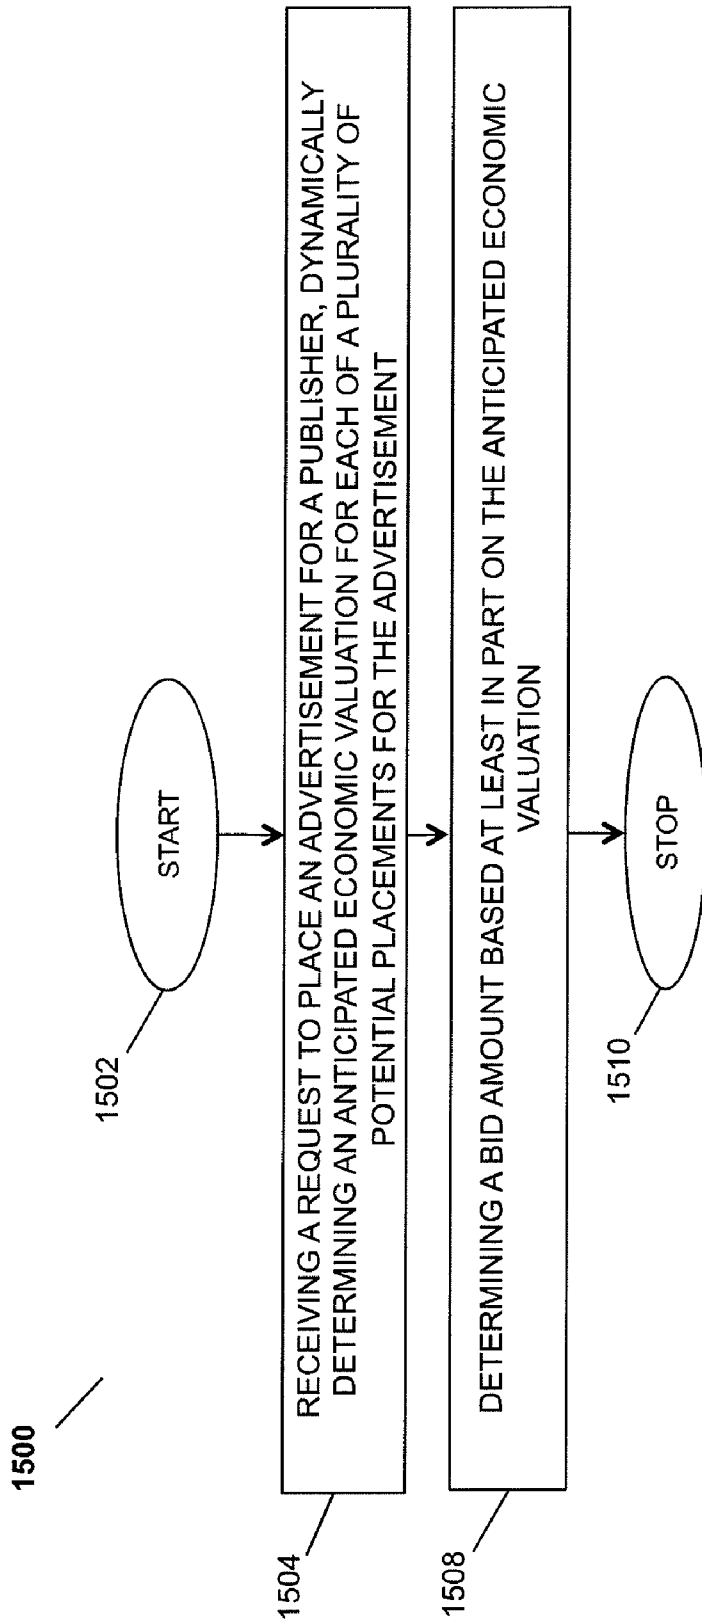 1500
START
1502
RECEIVING A REQUEST TO PLACE AN ADVERTISEMENT FOR A PUBLISHER, DYNAMICALLY
DETERMINING AN ANTICIPATED ECONOMIC VALUATION FOR EACH OF A PLURALITY OF
POTENTIAL PLACEMENTS FOR THE ADVERTISEMENT
1504
DETERMINING A BID AMOUNT BASED AT LEAST IN PART ON THE ANTICIPATED ECONOMIC
VALUATION
1508
STOP
1510